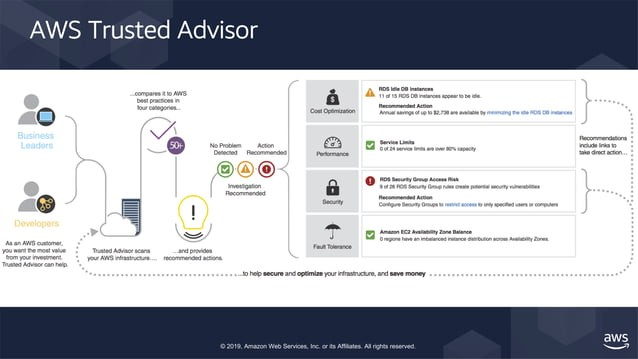 AWS Trusted Advisor
Business
Leaders
Developers
As an AWS customer,
you want the most value
from your investment.
Trusted Advisor can help.
Trusted Advisor scans
your AWS infrastructure…
...compares it to AWS
best practices in
four categories...
50+
...and provides
recommended actions.
No Problem
Detected
Action
Recommended
Investigation
Recommended
Cost Optimization
RDS Idle DB Instances
11 of 15 RDS DB instances appear to be idle.
Recommended Action
Annual savings of up to $2,738 are available by minimizing the idle RDS DB instances
Performance
Service Limits
0 of 24 service limits are over 80% capacity
Security
RDS Security Group Access Risk
9 of 26 RDS Security Group rules create potential security vulnerabilities
Recommended Action
Configure Security Groups to restrict access to only specified users or computers
Fault Tolerance
Amazon EC2 Availability Zone Balance
0 regions have an imbalanced instance distribution across Availability Zones.
Recommendations
include links to
take direct action…
...to help secure and optimize your infrastructure, and save money
© 2019, Amazon Web Services, Inc. or its Affiliates. All rights reserved.
aws